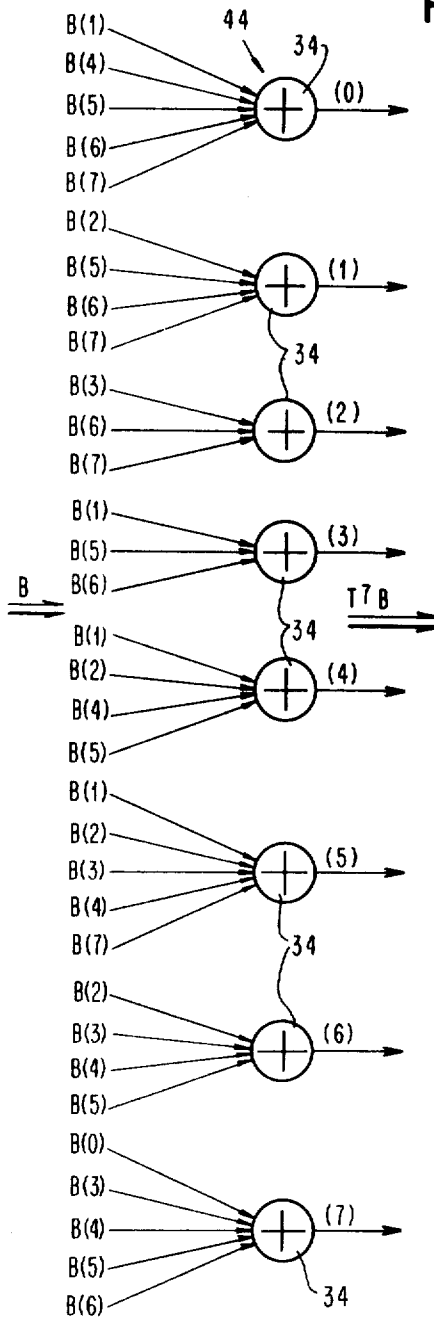 44
B(1)
34
B(4)
(0)
B(5)
B(6)
B(7)
B(2)
B(5)
(1)
B(6)
B(7)
34
B(3)
B(6)
(2)
B(7)
B(1)
B(5)
(3)
B(6)
B
T⁷B
34
B(1)
B(2)
(4)
B(4)
B(5)
B(1)
B(2)
(5)
B(3)
B(4)
B(7)
34
B(2)
B(3)
(6)
B(4)
B(5)
B(0)
B(3)
(7)
B(4)
B(5)
34
B(6)